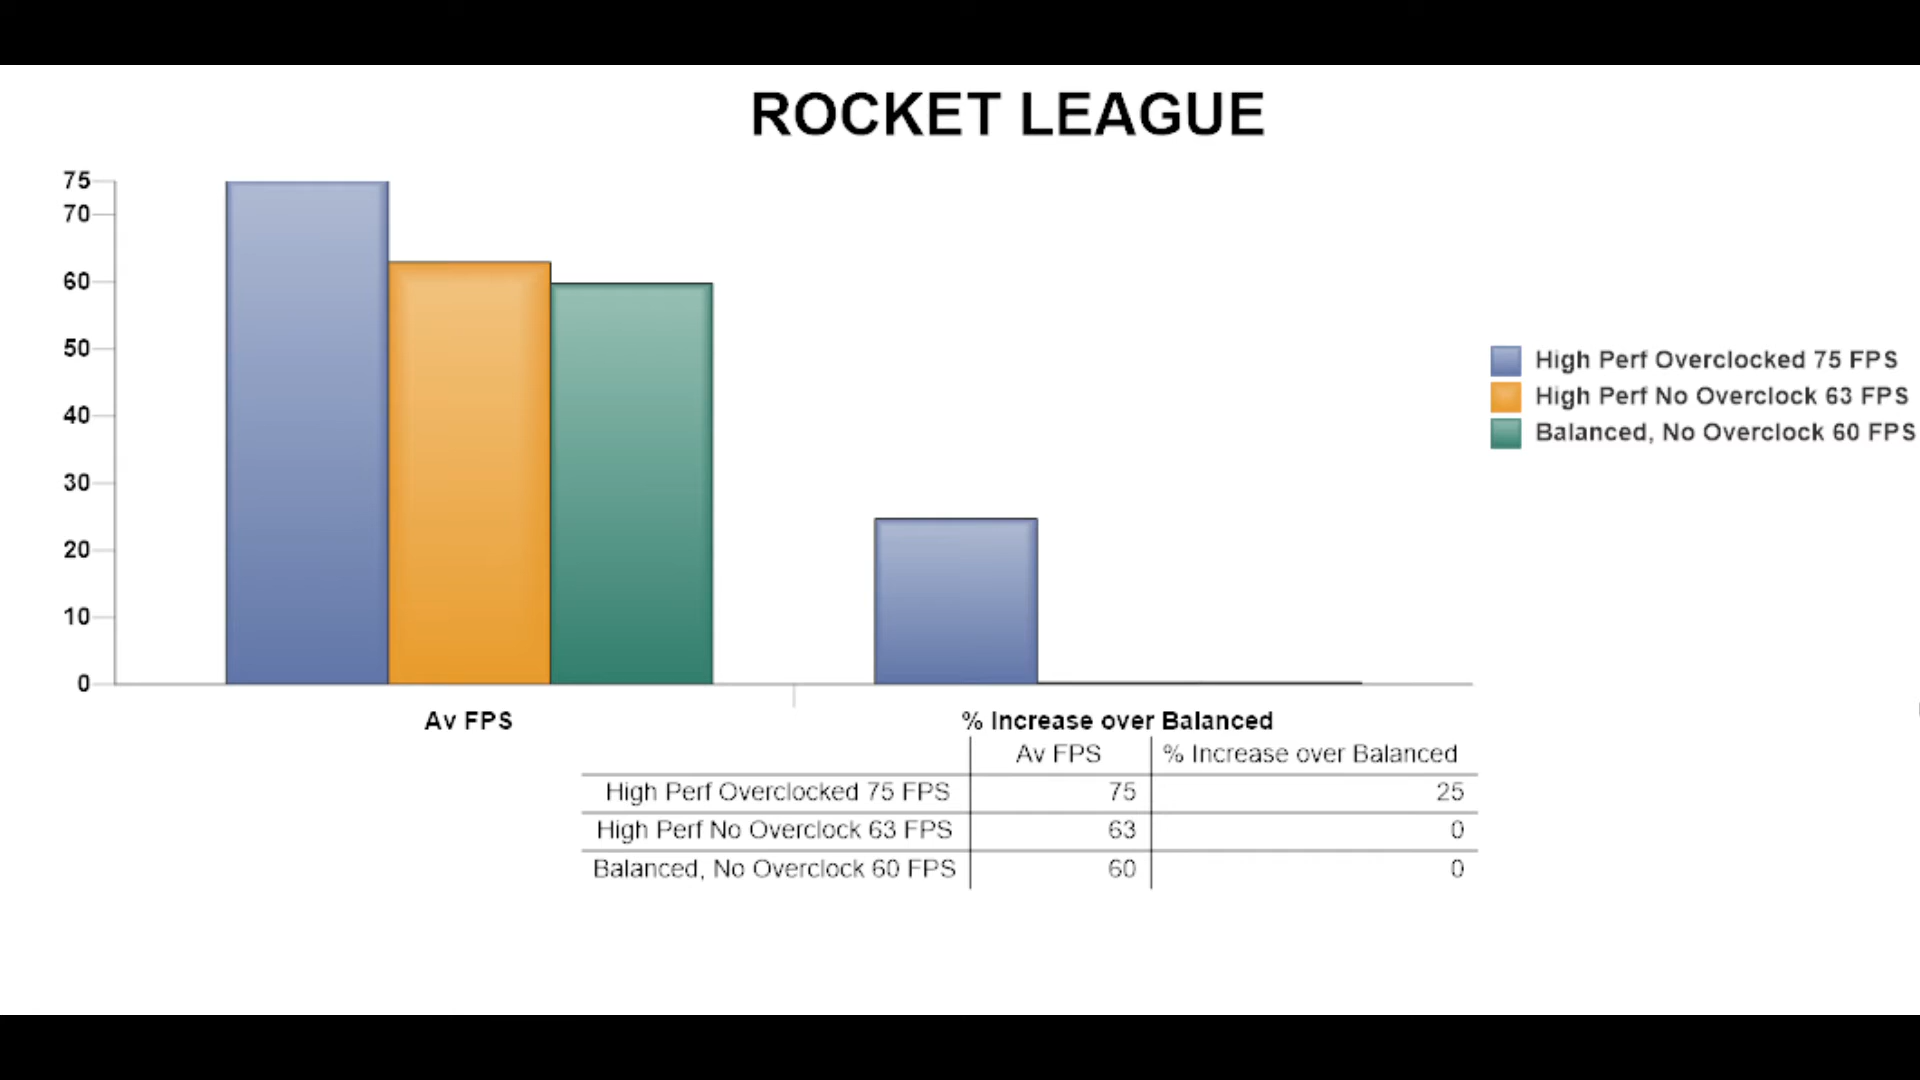 ROCKET LEAGUE
75
70
60
50
40
30
20
10
0
High Perf Overclocked 75 FPS
High Perf No Overclock 63 FPS
Balanced, No Overclock 60 FPS
Av FPS
% Increase over Balanced
Av FPS % Increase over Balanced
High Perf Overclocked 75 FPS 75 25
High Perf No Overclock 63 FPS 63 0
Balanced, No Overclock 60 FPS 60 0